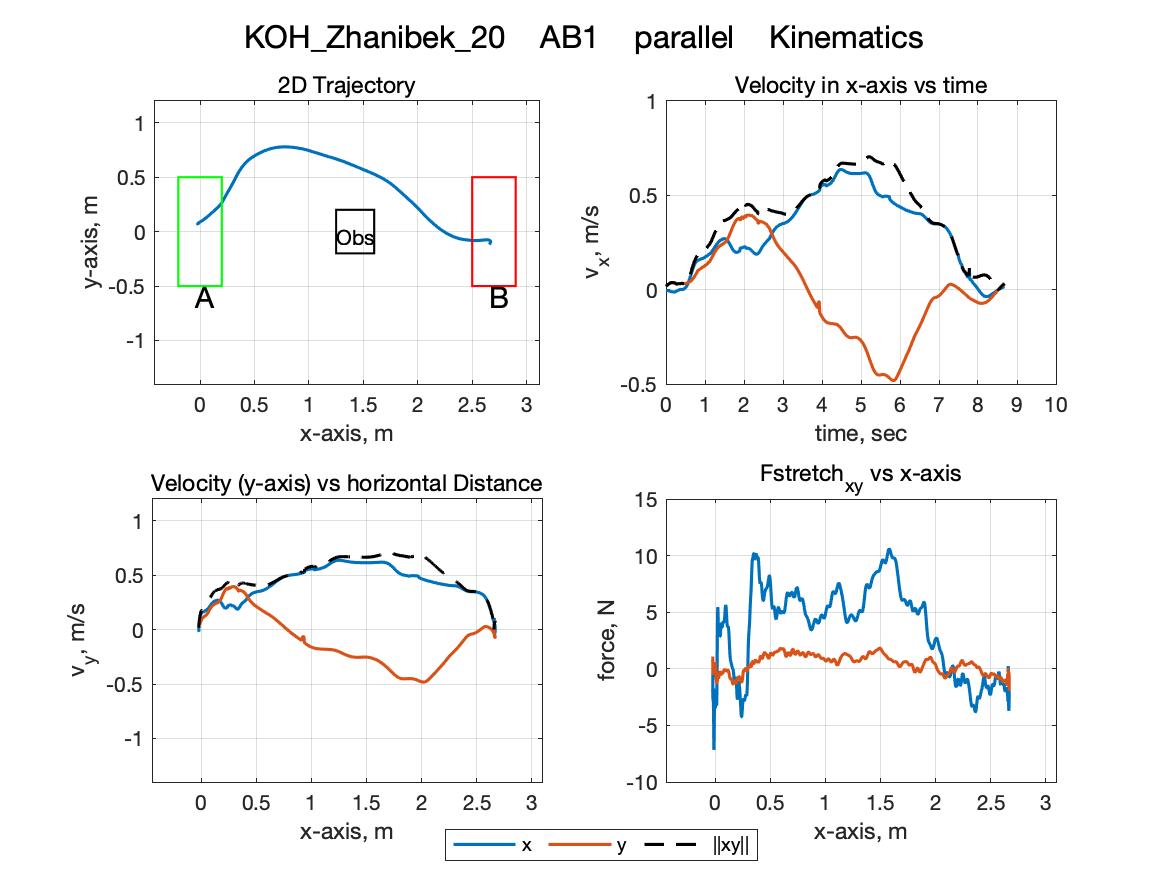 KOH_Zhanibek_20 AB1 parallel Kinematics
2D Trajectory
1
0.5
0
-0.5
-1
y-axis, m
Obs
A
B
0 0.5 1 1.5 2 2.5 3
x-axis, m
Velocity in x-axis vs time
1
0.5
0
-0.5
v_x, m/s
0 1 2 3 4 5 6 7 8 9 10
time, sec
Velocity (y-axis) vs horizontal Distance
1
0.5
0
-0.5
-1
v_y, m/s
0 0.5 1 1.5 2 2.5 3
x-axis, m
Fstretch_xy vs x-axis
15
10
5
0
-5
-10
force, N
0 0.5 1 1.5 2 2.5 3
x-axis, m
x y ||xy||